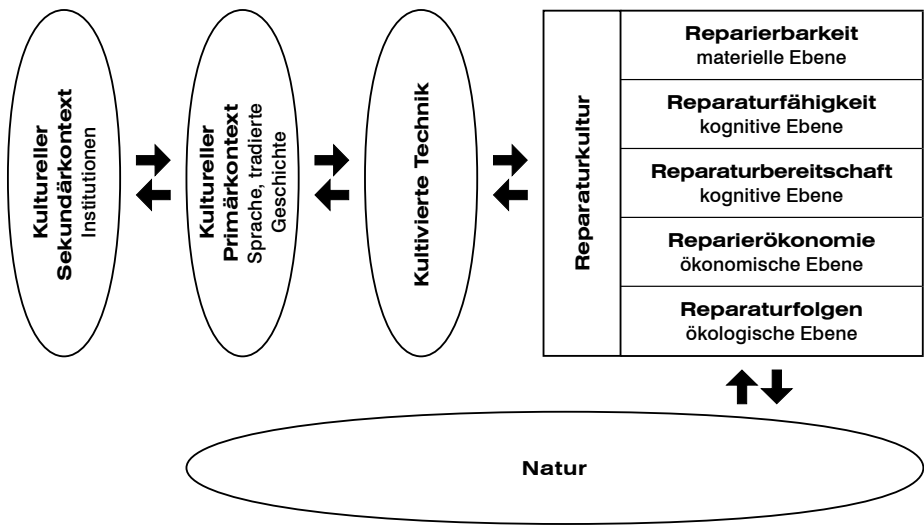 Kultureller
Sekundärkontext
Institutionen
Kultureller
Primärkontext
Sprache, tradierte
Geschichte
Kultivierte Technik
Reparaturkultur
Reparierbarkeit
materielle Ebene
Reparaturfähigkeit
kognitive Ebene
Reparaturbereitschaft
kognitive Ebene
Reparierökonomie
ökonomische Ebene
Reparaturfolgen
ökologische Ebene
Natur